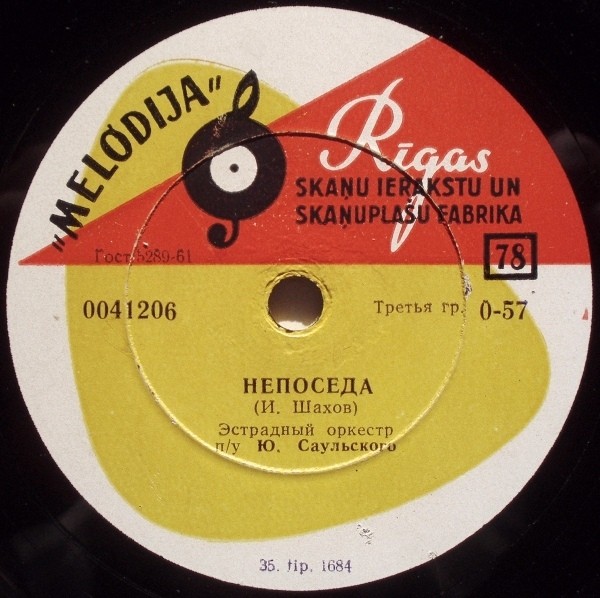 "MELODIJA"
Rīgas
SKAŅU IERAKSTU UN
SKAŅUPLAŠU FABRIKA
Гост 5289-61
78
0041206
Третья гр. 0-57
НЕПОСЕДА
(И. Шахов)
Эстрадный оркестр
п/у Ю. Саульского
35. tip. 1684